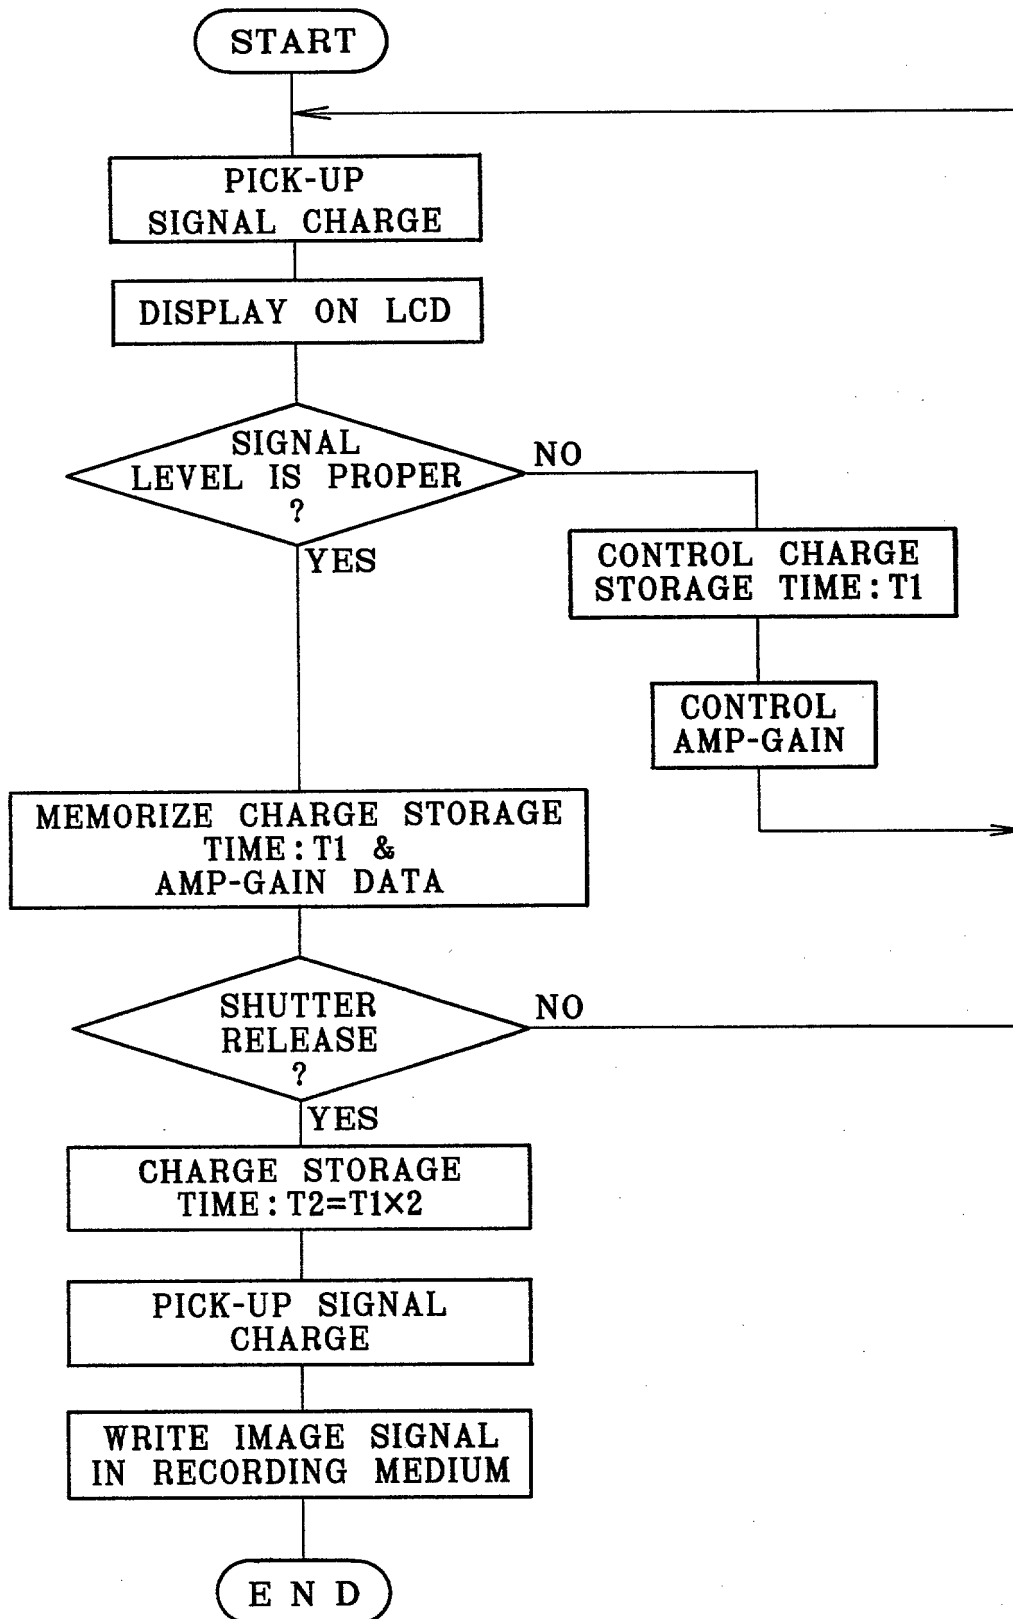 START
PICK-UP
SIGNAL CHARGE
DISPLAY ON LCD
SIGNAL
LEVEL IS PROPER
?
NO
YES
CONTROL CHARGE
STORAGE TIME:T1
CONTROL
AMP-GAIN
MEMORIZE CHARGE STORAGE
TIME:T1 &
AMP-GAIN DATA
SHUTTER
RELEASE
?
NO
YES
CHARGE STORAGE
TIME:T2=T1×2
PICK-UP SIGNAL
CHARGE
WRITE IMAGE SIGNAL
IN RECORDING MEDIUM
END